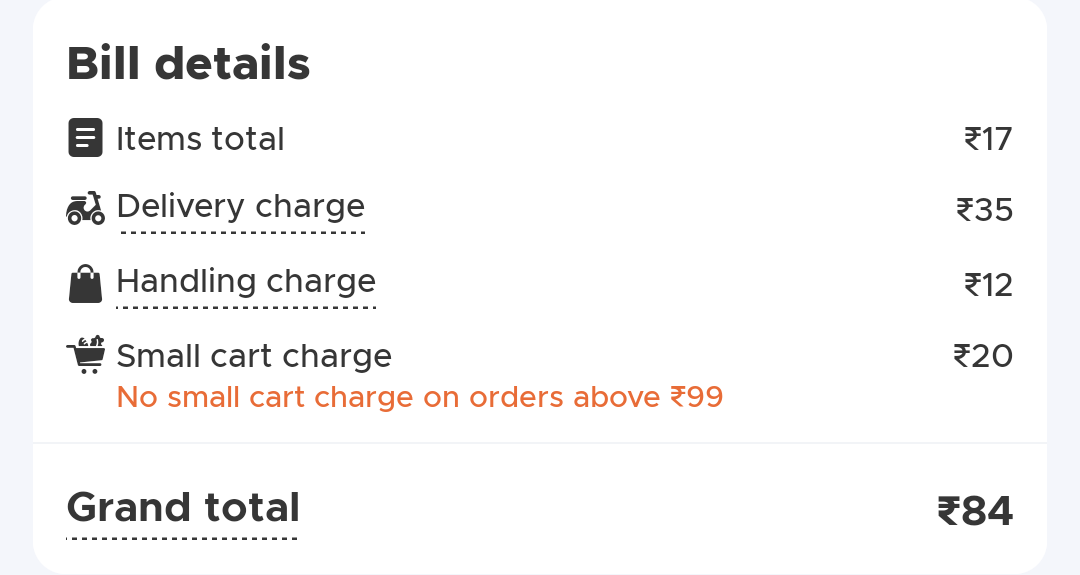 Bill details
Items total ₹17
Delivery charge ₹35
Handling charge ₹12
Small cart charge ₹20
No small cart charge on orders above ₹99
Grand total ₹84